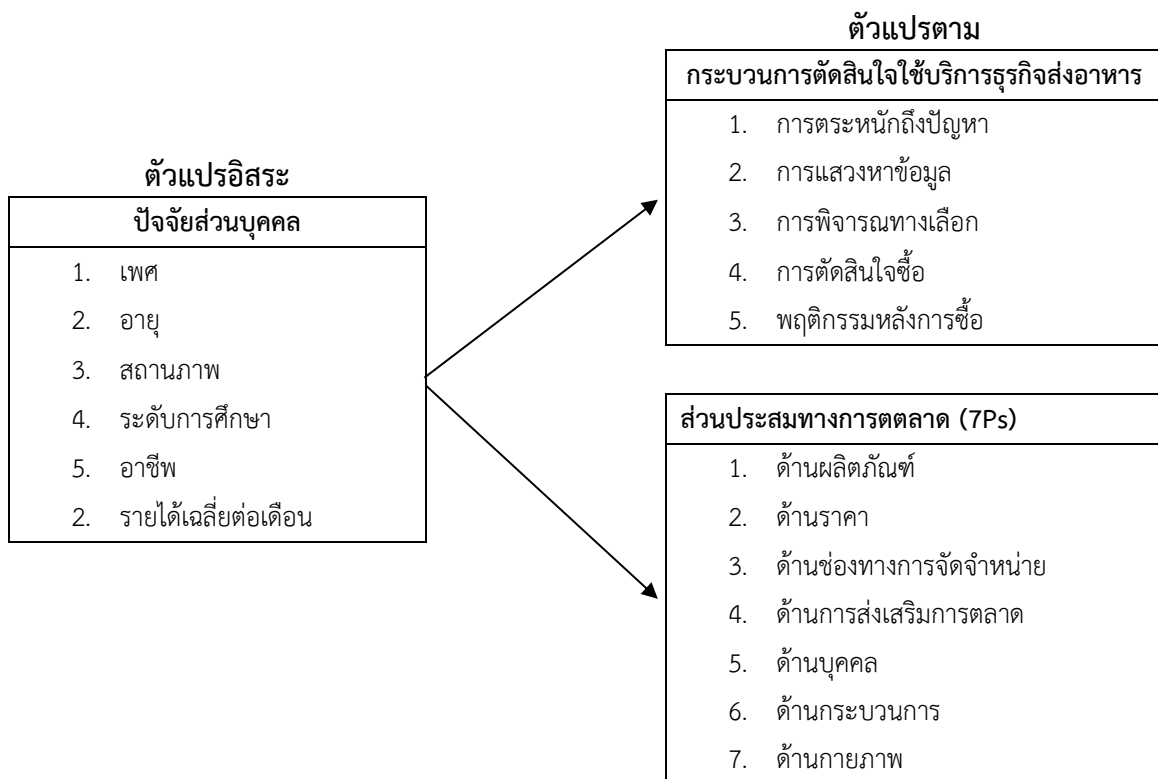 ตัวแปรอิสระ
ปัจจัยส่วนบุคคล
1. เพศ
2. อายุ
3. สถานภาพ
4. ระดับการศึกษา
5. อาชีพ
2. รายได้เฉลี่ยต่อเดือน
ตัวแปรตาม
กระบวนการตัดสินใจใช้บริการธุรกิจส่งอาหาร
1. การตระหนักถึงปัญหา
2. การแสวงหาข้อมูล
3. การพิจารณทางเลือก
4. การตัดสินใจซื้อ
5. พฤติกรรมหลังการซื้อ
ส่วนประสมทางการตตลาด (7Ps)
1. ด้านผลิตภัณฑ์
2. ด้านราคา
3. ด้านช่องทางการจัดจำหน่าย
4. ด้านการส่งเสริมการตลาด
5. ด้านบุคคล
6. ด้านกระบวนการ
7. ด้านกายภาพ